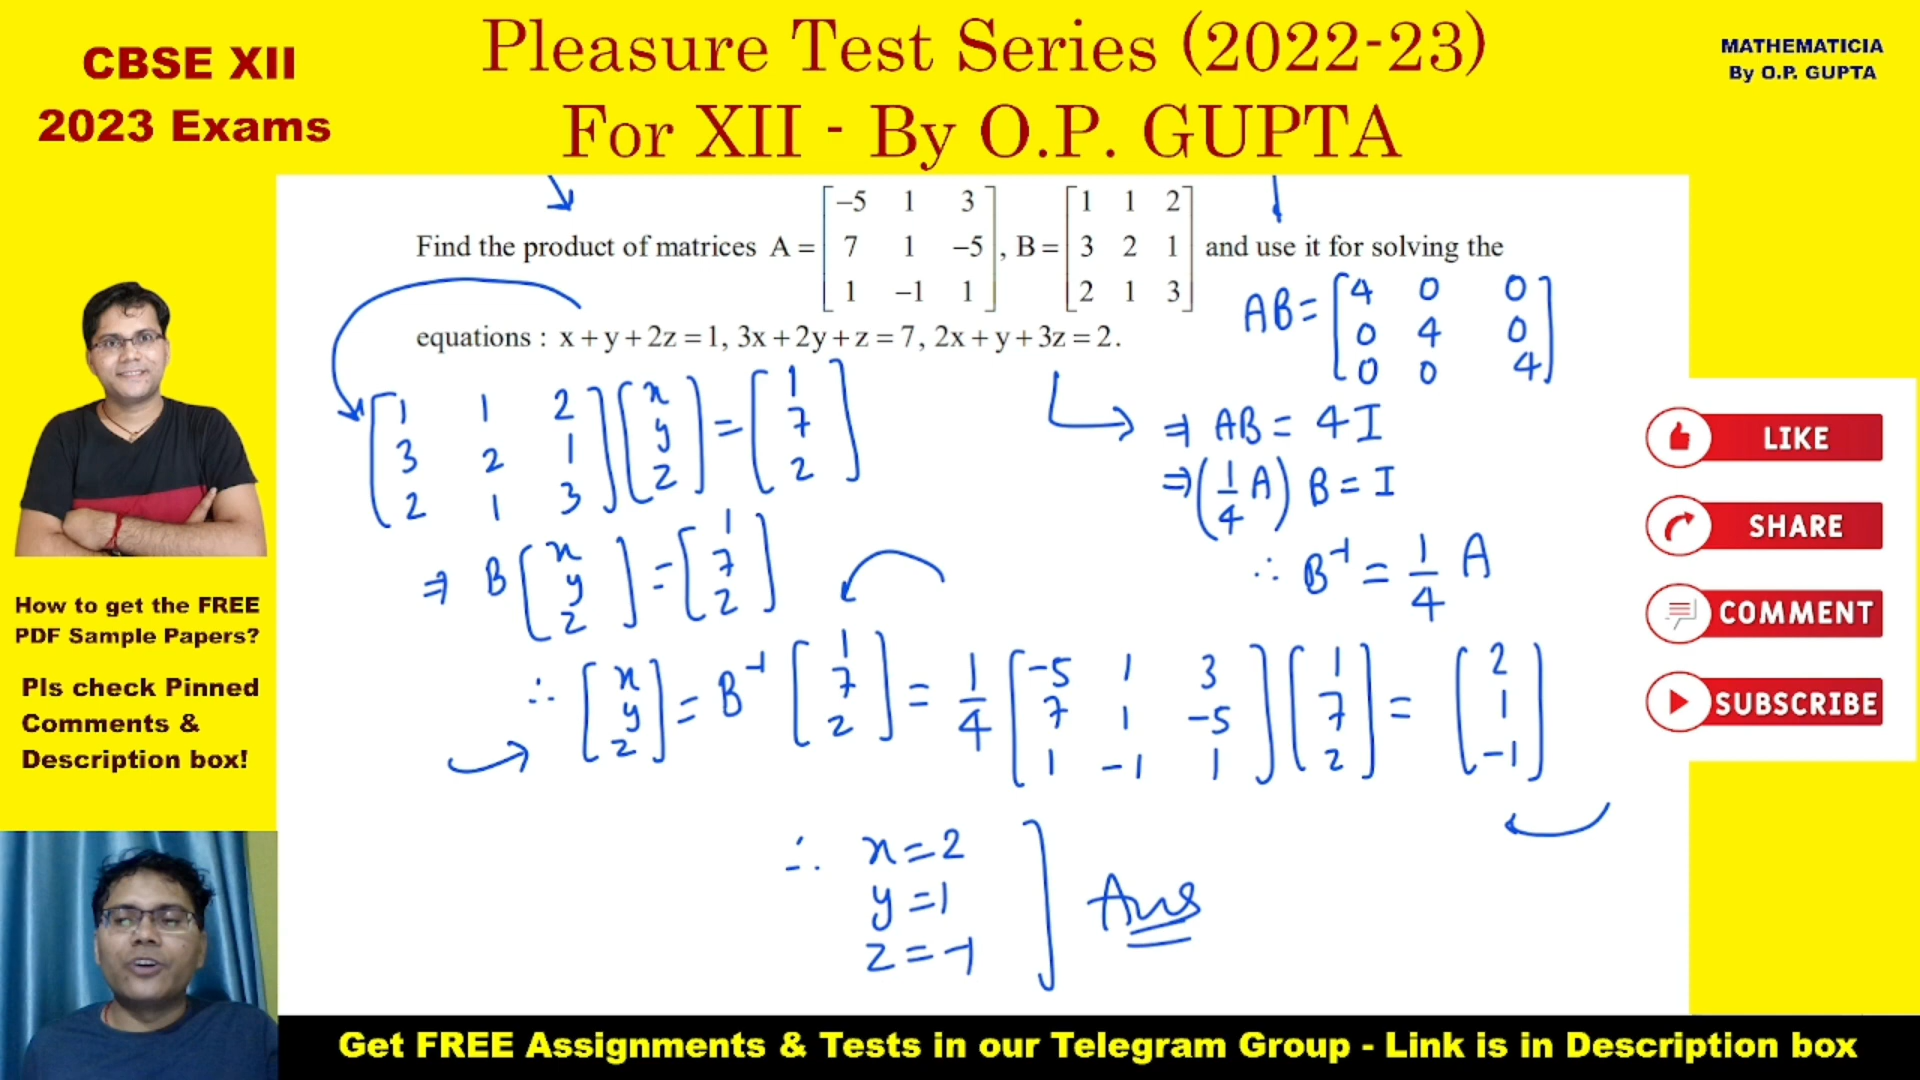 CBSE XII
2023 Exams
Pleasure Test Series (2022-23)
For XII - By O.P. GUPTA
MATHEMATICIA
By O.P. GUPTA
Find the product of matrices A = [−5 1 3; 7 1 −5; 1 −1 1], B = [1 1 2; 3 2 1; 2 1 3] and use it for solving the
equations : x + y + 2z = 1, 3x + 2y + z = 7, 2x + y + 3z = 2.
AB = [4 0 0; 0 4 0; 0 0 4]
⇒ AB = 4I
⇒ (1/4 A) B = I
∴ B⁻¹ = 1/4 A
[1 1 2; 3 2 1; 2 1 3] [x; y; z] = [1; 7; 2]
⇒ B [x; y; z] = [1; 7; 2]
∴ [x; y; z] = B⁻¹ [1; 7; 2] = 1/4 [−5 1 3; 7 1 −5; 1 −1 1] [1; 7; 2] = [2; 1; −1]
∴ x = 2
y = 1
z = −1
Ans
How to get the FREE
PDF Sample Papers?
Pls check Pinned
Comments &
Description box!
LIKE
SHARE
COMMENT
SUBSCRIBE
Get FREE Assignments & Tests in our Telegram Group - Link is in Description box